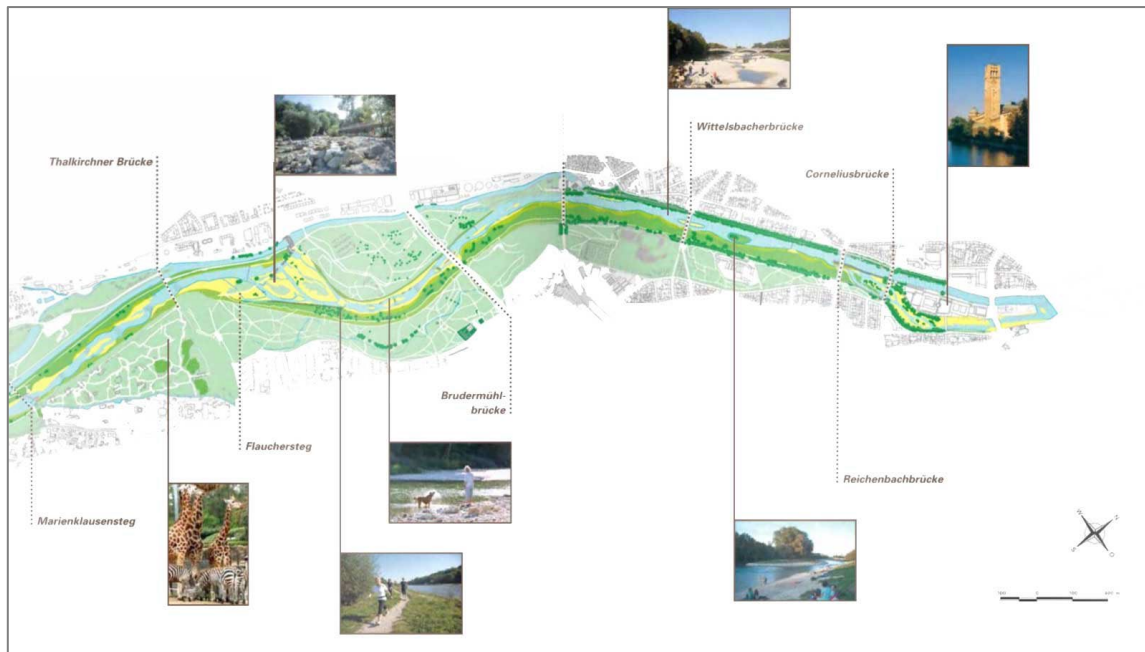 Wittelsbacherbrücke
Thalkirchner Brücke
Corneliusbrücke
Brudermühl-
brücke
Flauchersteg
Reichenbachbrücke
Marienklausensteg
W
N
S
O